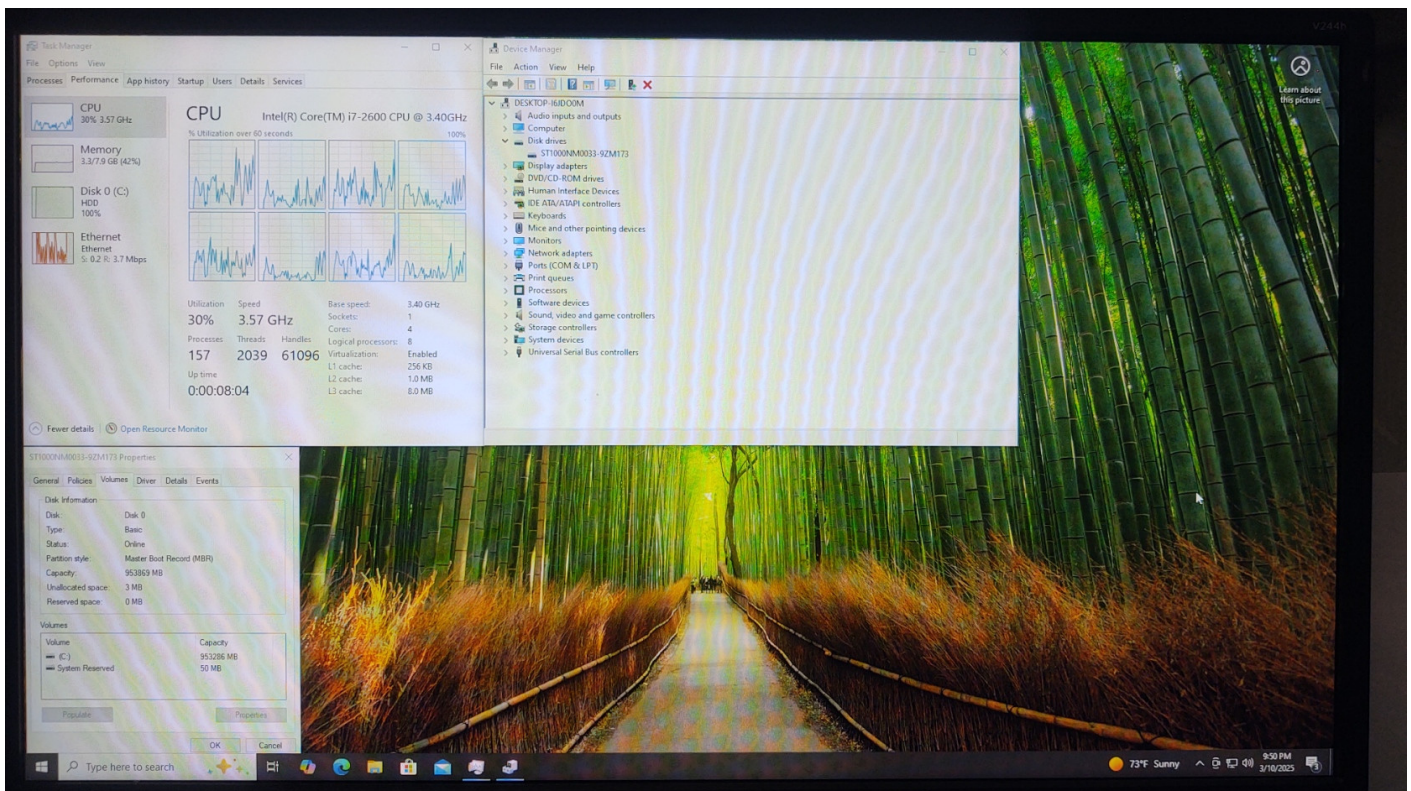 V244h
Task Manager
File Options View
Processes Performance App history Startup Users Details Services
CPU
30% 3.57 GHz
Memory
3.3/7.9 GB (42%)
Disk 0 (C:)
HDD
100%
Ethernet
Ethernet
S: 0.2 R: 3.7 Mbps
CPU Intel(R) Core(TM) i7-2600 CPU @ 3.40GHz
% Utilization over 60 seconds 100%
Utilization Speed
30% 3.57 GHz
Processes Threads Handles
157 2039 61096
Up time
0:00:08:04
Base speed: 3.40 GHz
Sockets: 1
Cores: 4
Logical processors: 8
Virtualization: Enabled
L1 cache: 256 KB
L2 cache: 1.0 MB
L3 cache: 8.0 MB
Fewer details Open Resource Monitor
Device Manager
File Action View Help
DESKTOP-I6JDO0M
Audio inputs and outputs
Computer
Disk drives
ST1000NM0033-9ZM173
Display adapters
DVD/CD-ROM drives
Human Interface Devices
IDE ATA/ATAPI controllers
Keyboards
Mice and other pointing devices
Monitors
Network adapters
Ports (COM & LPT)
Print queues
Processors
Software devices
Sound, video and game controllers
Storage controllers
System devices
Universal Serial Bus controllers
Learn about
this picture
ST1000NM0033-9ZM173 Properties
General Policies Volumes Driver Details Events
Disk Information
Disk: Disk 0
Type: Basic
Status: Online
Partition style: Master Boot Record (MBR)
Capacity: 953869 MB
Unallocated space: 3 MB
Reserved space: 0 MB
Volumes
Volume Capacity
(C:) 953286 MB
System Reserved 50 MB
Populate Properties
OK Cancel
Type here to search
73°F Sunny
9:50 PM
3/10/2025
3